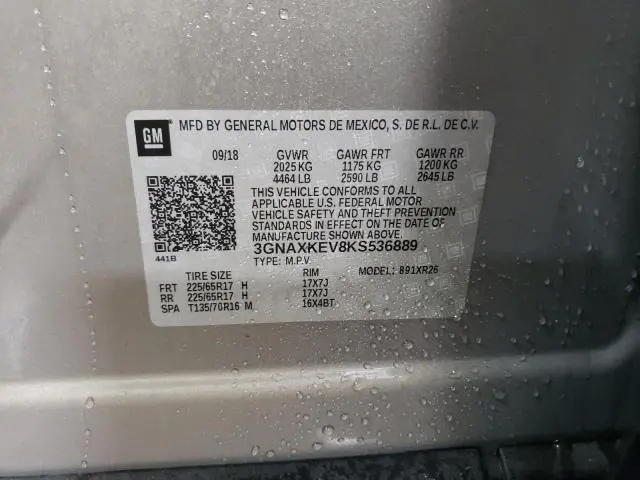 GM MFD BY GENERAL MOTORS DE MEXICO, S. DE R.L. DE C.V.
09/18 GVWR GAWR FRT GAWR RR
2025 KG 1175 KG 1200 KG
4464 LB 2590 LB 2645 LB
THIS VEHICLE CONFORMS TO ALL
APPLICABLE U.S. FEDERAL MOTOR
VEHICLE SAFETY AND THEFT PREVENTION
STANDARDS IN EFFECT ON THE DATE OF
MANUFACTURE SHOWN ABOVE.
3GNAXKEV8KS536889
441B TYPE: M.P.V. MODEL: 891XR26
TIRE SIZE RIM
FRT 225/65R17 H 17X7J
RR 225/65R17 H 17X7J
SPA T135/70R16 M 16X4BT